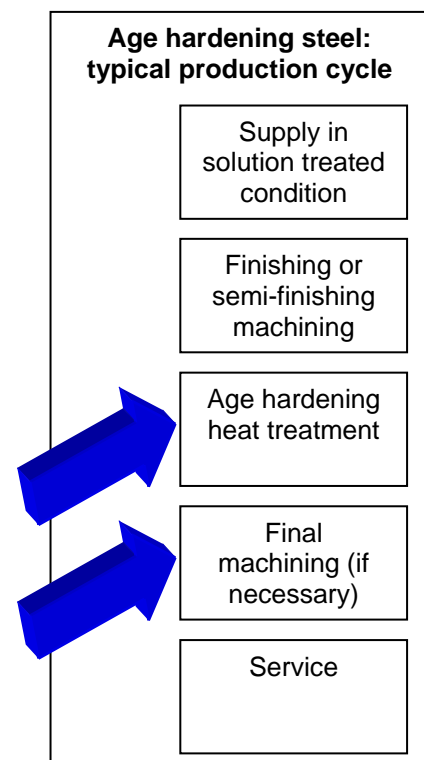 Age hardening steel:
typical production cycle
Supply in
solution treated
condition
Finishing or
semi-finishing
machining
Age hardening
heat treatment
Final
machining (if
necessary)
Service